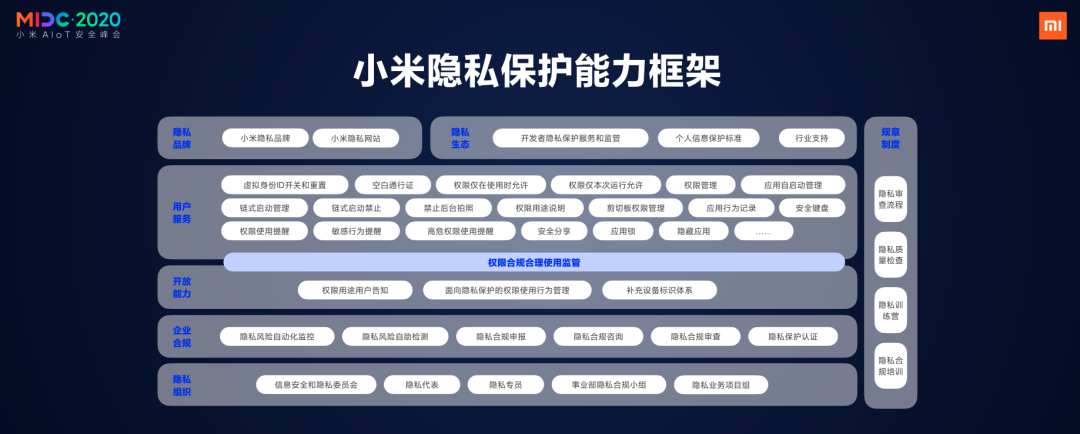 MIDC·2020
小米 AIoT 安全峰会
MI
小米隐私保护能力框架
隐私
品牌
小米隐私品牌
小米隐私网站
隐私
生态
开发者隐私保护服务和监管
个人信息保护标准
行业支持
用户
服务
虚拟身份ID开关和重置
空白通行证
权限仅在使用时允许
权限仅本次运行允许
权限管理
应用自启动管理
链式启动管理
链式启动禁止
禁止后台拍照
权限用途说明
剪切板权限管理
应用行为记录
安全键盘
权限使用提醒
敏感行为提醒
高危权限使用提醒
安全分享
应用锁
隐藏应用
……
权限合规合理使用监管
开放
能力
权限用途用户告知
面向隐私保护的权限使用行为管理
补充设备标识体系
企业
合规
隐私风险自动化监控
隐私风险自助检测
隐私合规申报
隐私合规咨询
隐私合规审查
隐私保护认证
隐私
组织
信息安全和隐私委员会
隐私代表
隐私专员
事业部隐私合规小组
隐私业务项目组
规章
制度
隐私审
查流程
隐私质
量检查
隐私训
练营
隐私合
规培训